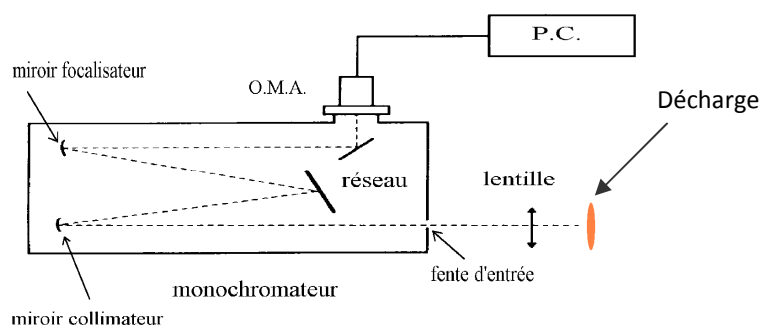 P.C.
miroir focalisateur
O.M.A.
Décharge
réseau
lentille
fente d'entrée
monochromateur
miroir collimateur